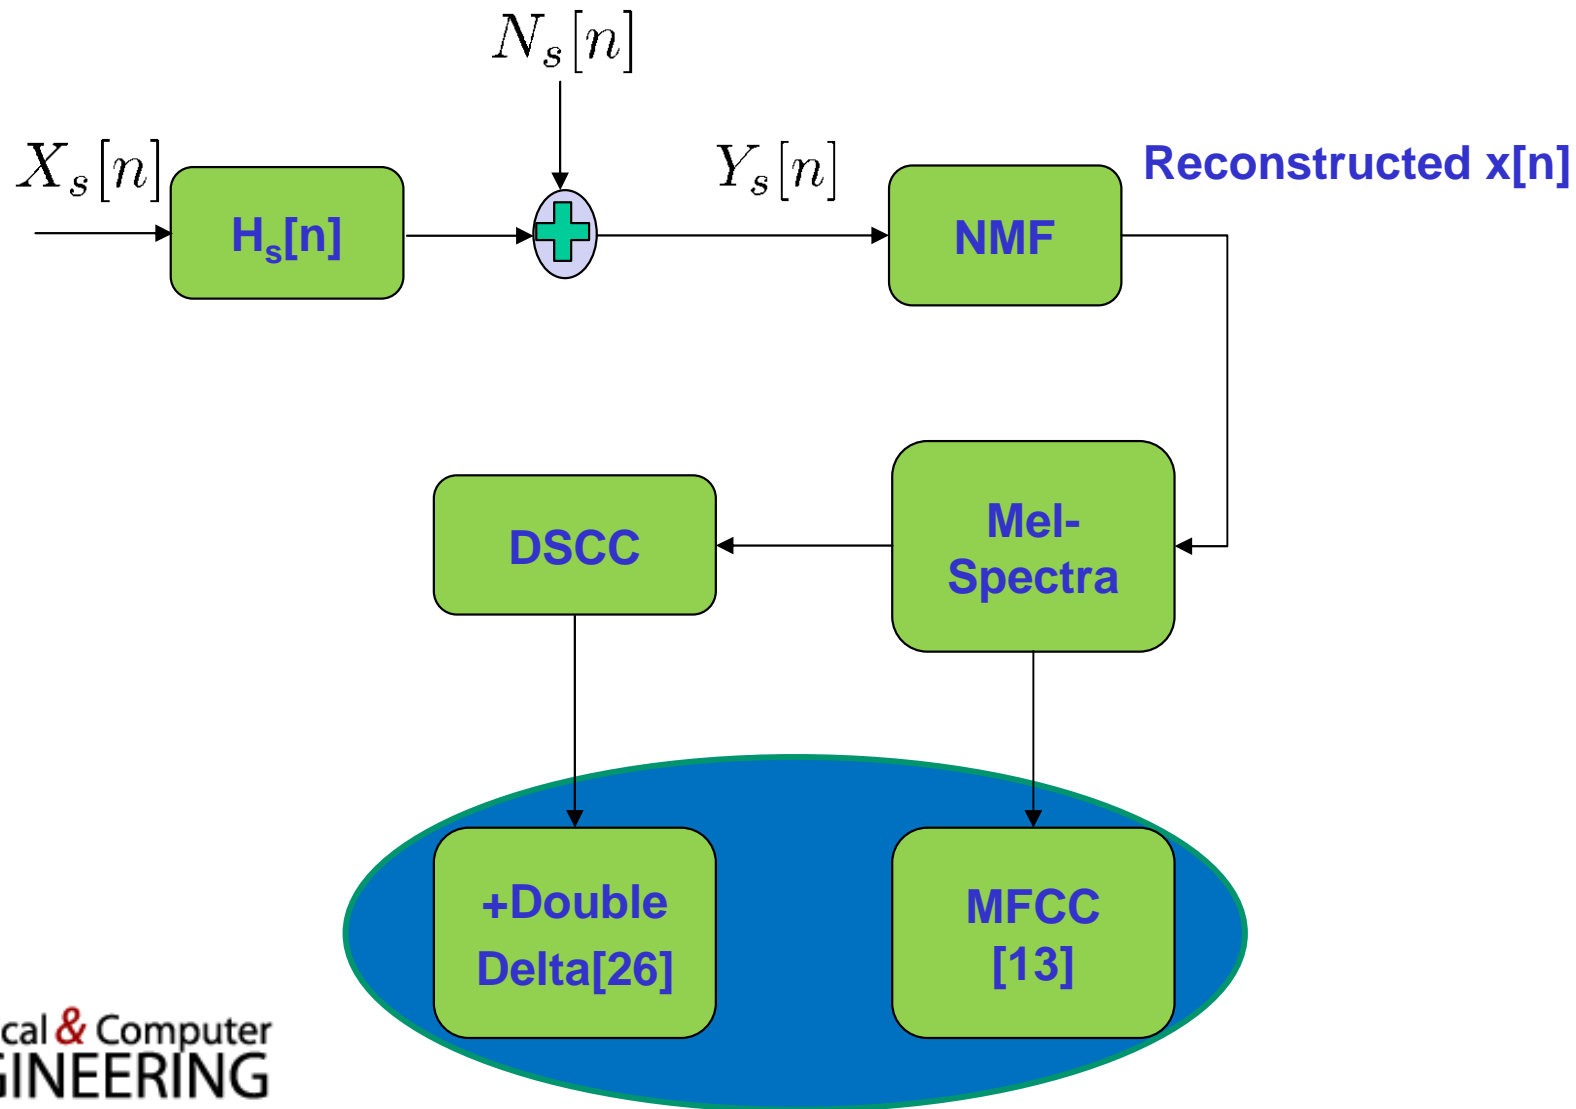 N_s[n]
X_s[n]
H_s[n]
Y_s[n]
NMF
Reconstructed x[n]
DSCC
Mel-
Spectra
+Double
Delta[26]
MFCC
[13]
cal & Computer
GINEERING